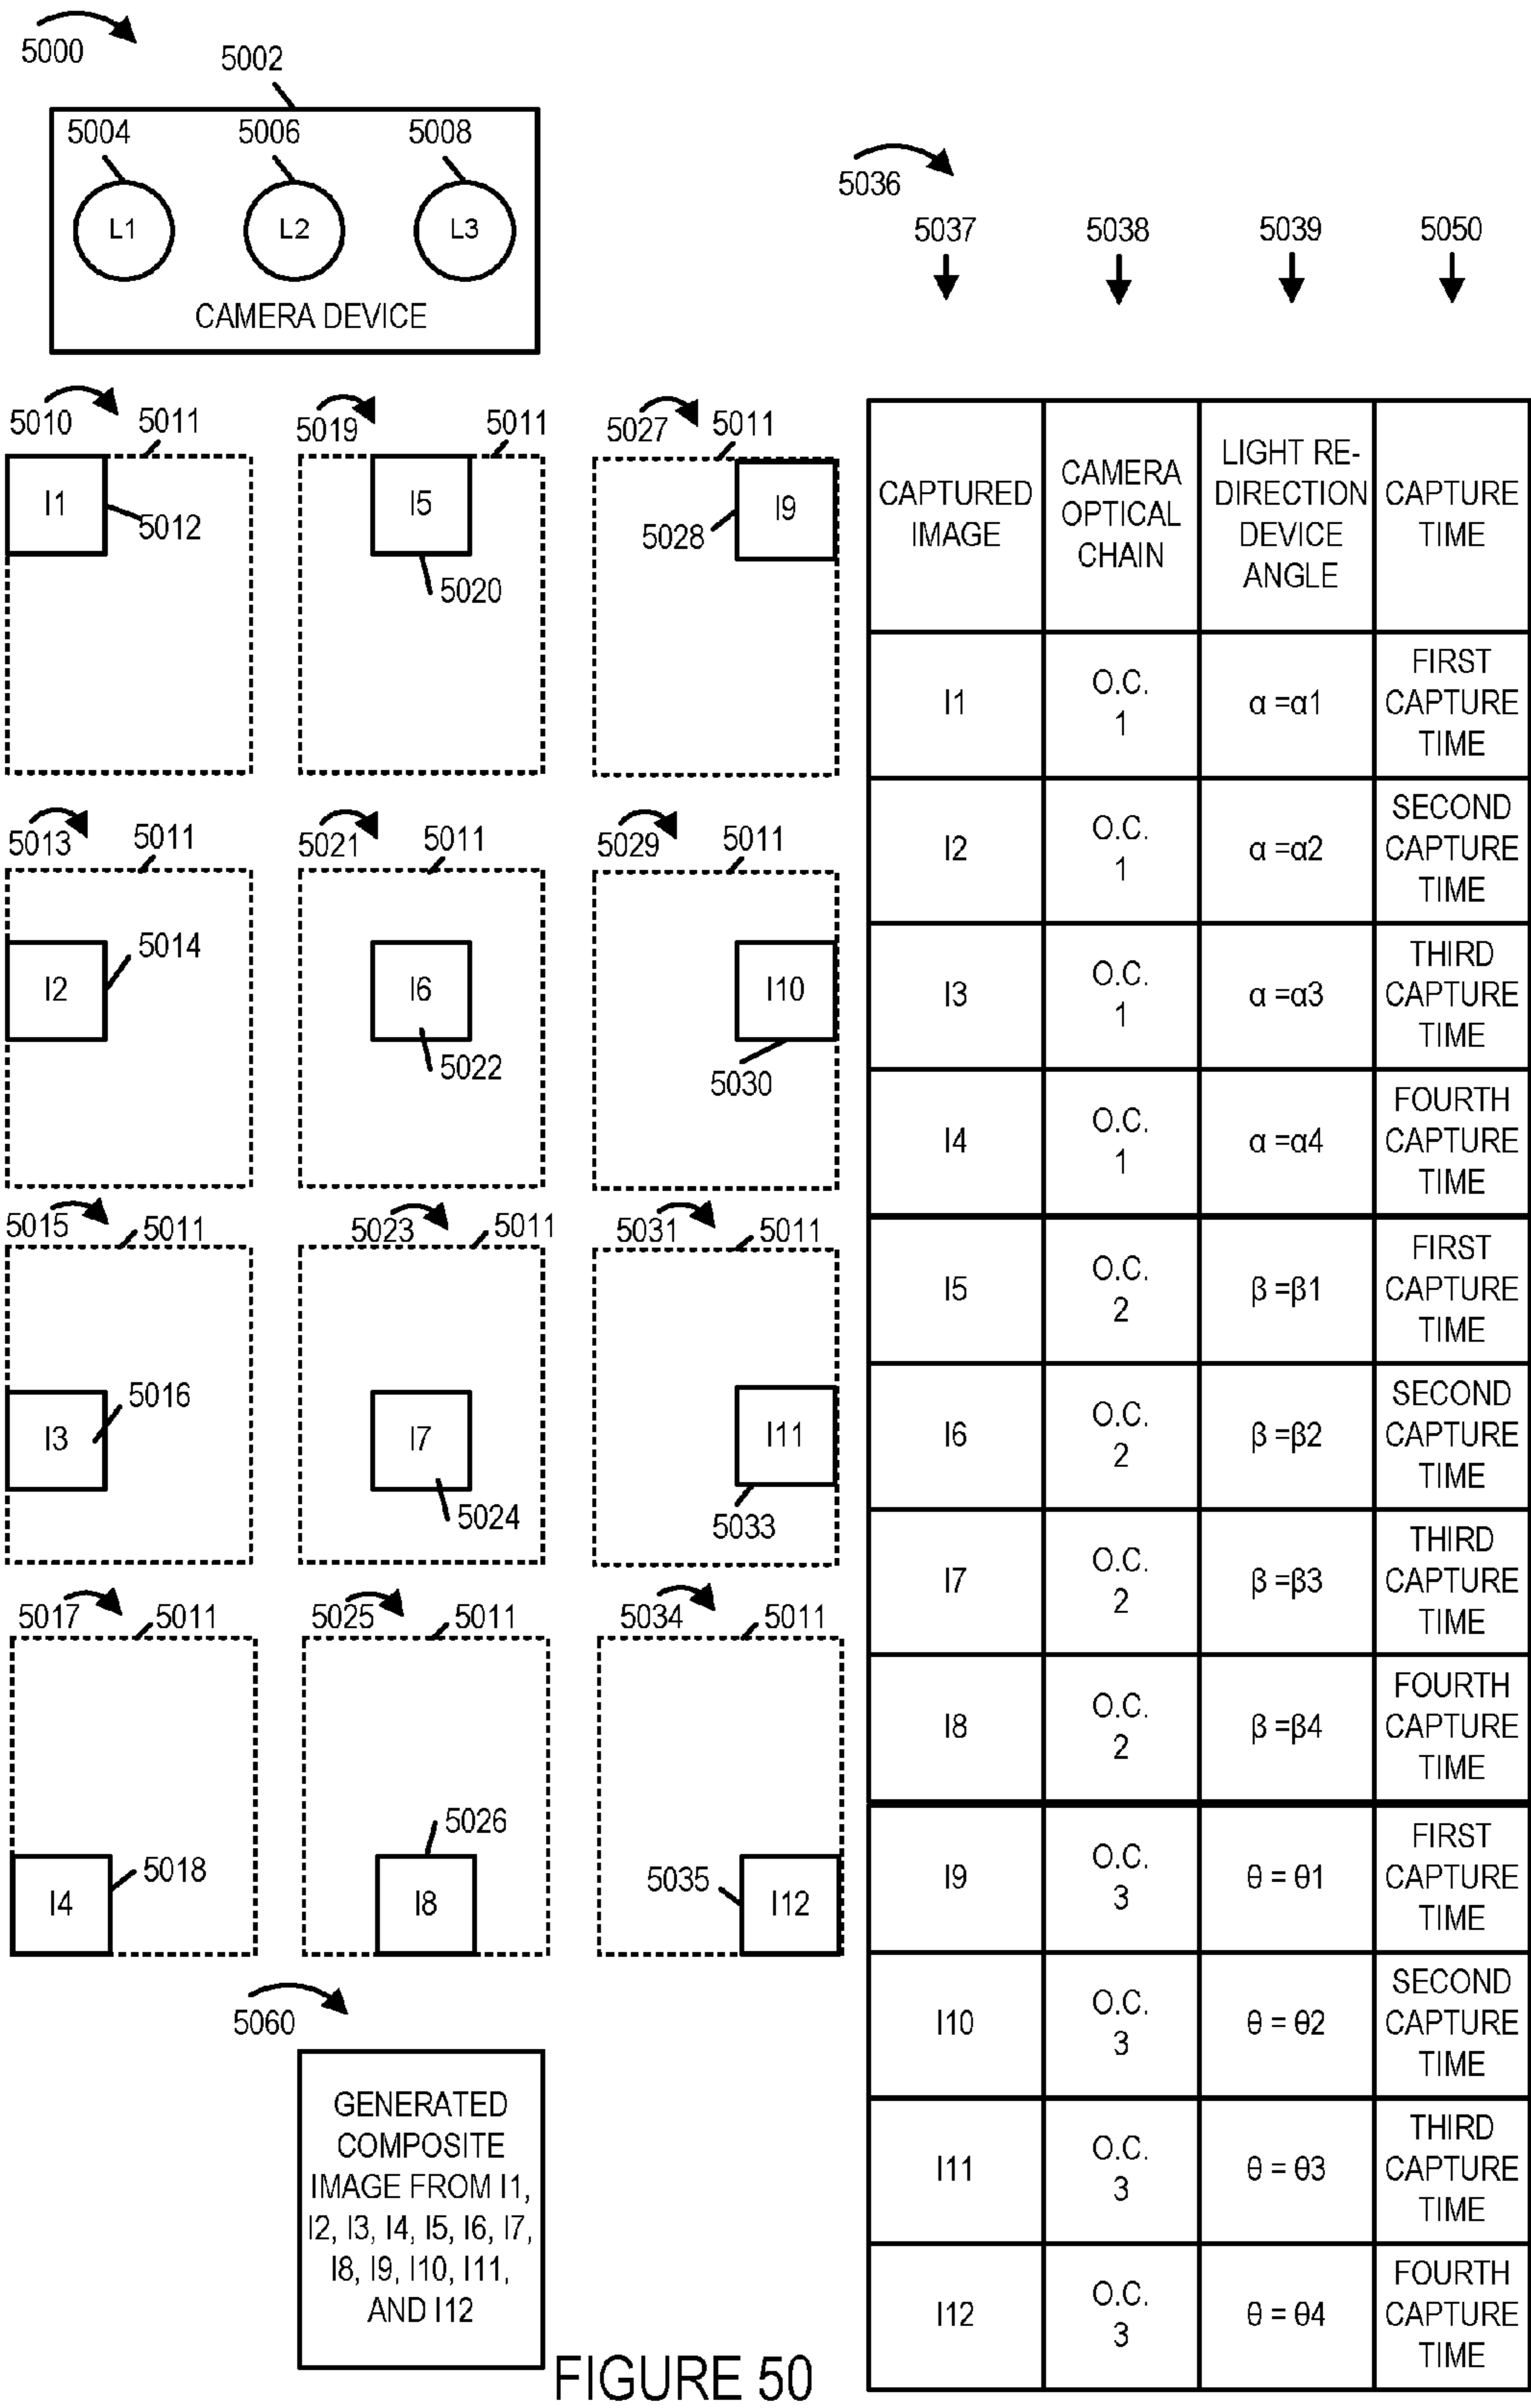 5000
5002
5004 5006 5008
L1 L2 L3
CAMERA DEVICE
5036
5037 5038 5039 5050
5010 5011 5019 5011 5027 5011
I1 5012 I5 5020 5028 I9
5013 5011 5021 5011 5029 5011
I2 5014 I6 5022 I10 5030
5015 5011 5023 5011 5031 5011
I3 5016 I7 5024 I11 5033
5017 5011 5025 5011 5034 5011
I4 5018 5026 I8 5035 I12
5060
GENERATED
COMPOSITE
IMAGE FROM I1,
I2, I3, I4, I5, I6, I7,
I8, I9, I10, I11,
AND I12
CAPTURED
IMAGE
CAMERA
OPTICAL
CHAIN
LIGHT RE-
DIRECTION
DEVICE
ANGLE
CAPTURE
TIME
I1
O.C.
1
α =α1
FIRST
CAPTURE
TIME
I2
O.C.
1
α =α2
SECOND
CAPTURE
TIME
I3
O.C.
1
α =α3
THIRD
CAPTURE
TIME
I4
O.C.
1
α =α4
FOURTH
CAPTURE
TIME
I5
O.C.
2
β =β1
FIRST
CAPTURE
TIME
I6
O.C.
2
β =β2
SECOND
CAPTURE
TIME
I7
O.C.
2
β =β3
THIRD
CAPTURE
TIME
I8
O.C.
2
β =β4
FOURTH
CAPTURE
TIME
I9
O.C.
3
θ = θ1
FIRST
CAPTURE
TIME
I10
O.C.
3
θ = θ2
SECOND
CAPTURE
TIME
I11
O.C.
3
θ = θ3
THIRD
CAPTURE
TIME
I12
O.C.
3
θ = θ4
FOURTH
CAPTURE
TIME
FIGURE 50